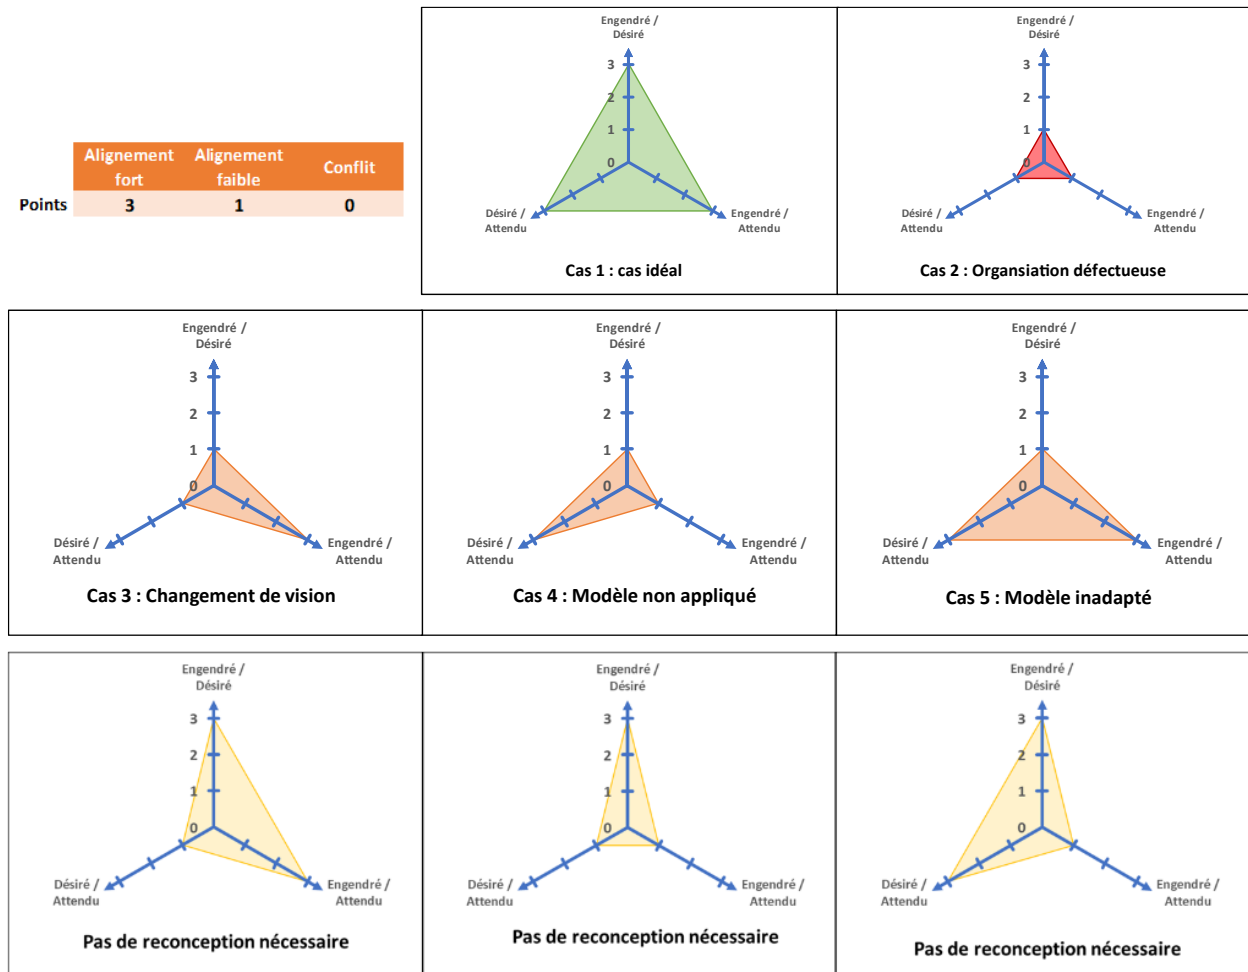 Alignement fort
Alignement faible
Conflit
Points
3
1
0
Engendré /
Désiré
3
2
1
0
Désiré /
Attendu
Engendré /
Attendu
Cas 1 : cas idéal
Engendré /
Désiré
3
2
1
0
Désiré /
Attendu
Engendré /
Attendu
Cas 2 : Organsiation défectueuse
Engendré /
Désiré
3
2
1
0
Désiré /
Attendu
Engendré /
Attendu
Cas 3 : Changement de vision
Engendré /
Désiré
3
2
1
0
Désiré /
Attendu
Engendré /
Attendu
Cas 4 : Modèle non appliqué
Engendré /
Désiré
3
2
1
0
Désiré /
Attendu
Engendré /
Attendu
Cas 5 : Modèle inadapté
Engendré /
Désiré
3
2
1
0
Désiré /
Attendu
Engendré /
Attendu
Pas de reconception nécessaire
Engendré /
Désiré
3
2
1
0
Désiré /
Attendu
Engendré /
Attendu
Pas de reconception nécessaire
Engendré /
Désiré
3
2
1
0
Désiré /
Attendu
Engendré /
Attendu
Pas de reconception nécessaire